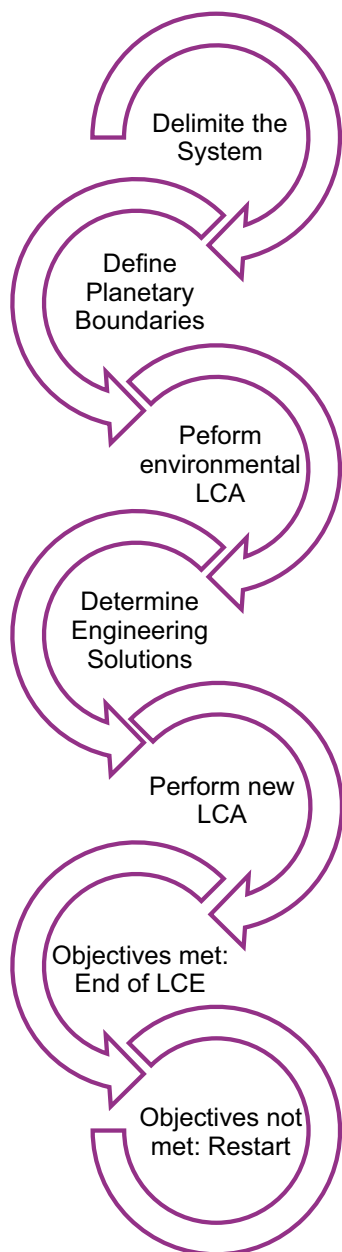 Delimite the
System
Define
Planetary
Boundaries
Peform
environmental
LCA
Determine
Engineering
Solutions
Perform new
LCA
Objectives met:
End of LCE
Objectives not
met: Restart